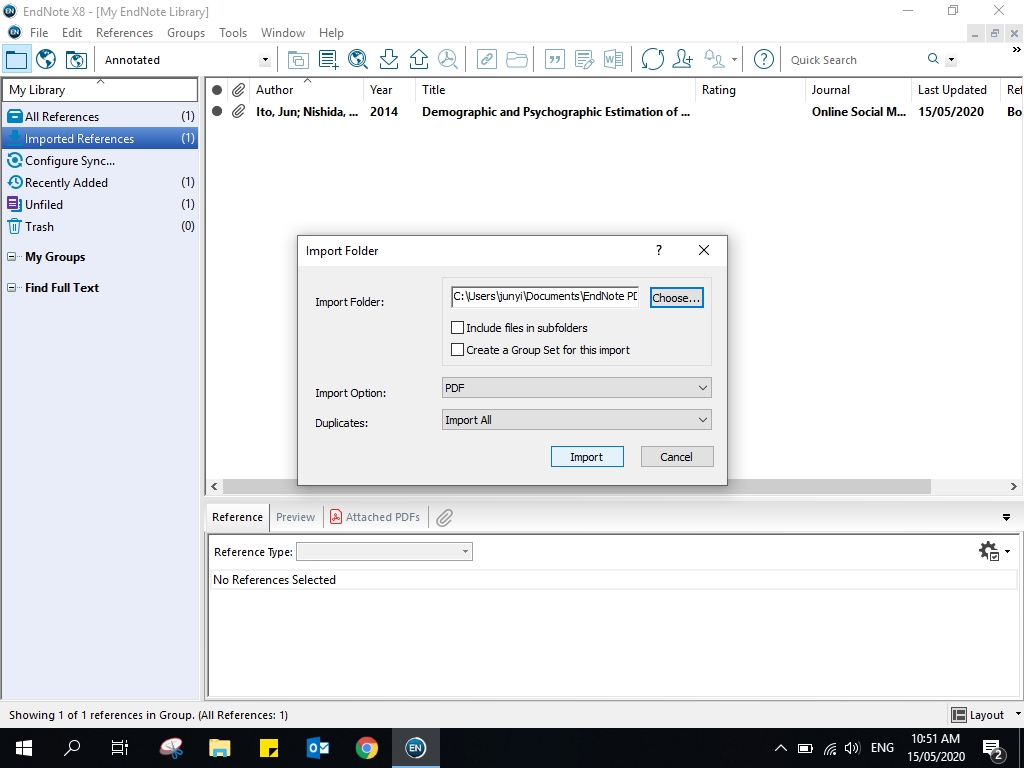 EndNote X8 - [My EndNote Library]
File Edit References Groups Tools Window Help
Annotated
Quick Search
My Library
All References (1)
Imported References (1)
Configure Sync...
Recently Added (1)
Unfiled (1)
Trash (0)
My Groups
Find Full Text
Author Year Title Rating Journal Last Updated Ref
Ito, Jun; Nishida, ... 2014 Demographic and Psychographic Estimation of ... Online Social M... 15/05/2020 Bo
Import Folder
?
Import Folder: C:\Users\junyi\Documents\EndNote PD Choose...
Include files in subfolders
Create a Group Set for this import
Import Option: PDF
Duplicates: Import All
Import Cancel
Reference Preview Attached PDFs
Reference Type:
No References Selected
Showing 1 of 1 references in Group. (All References: 1)
Layout
EN
ENG
10:51 AM
15/05/2020
2